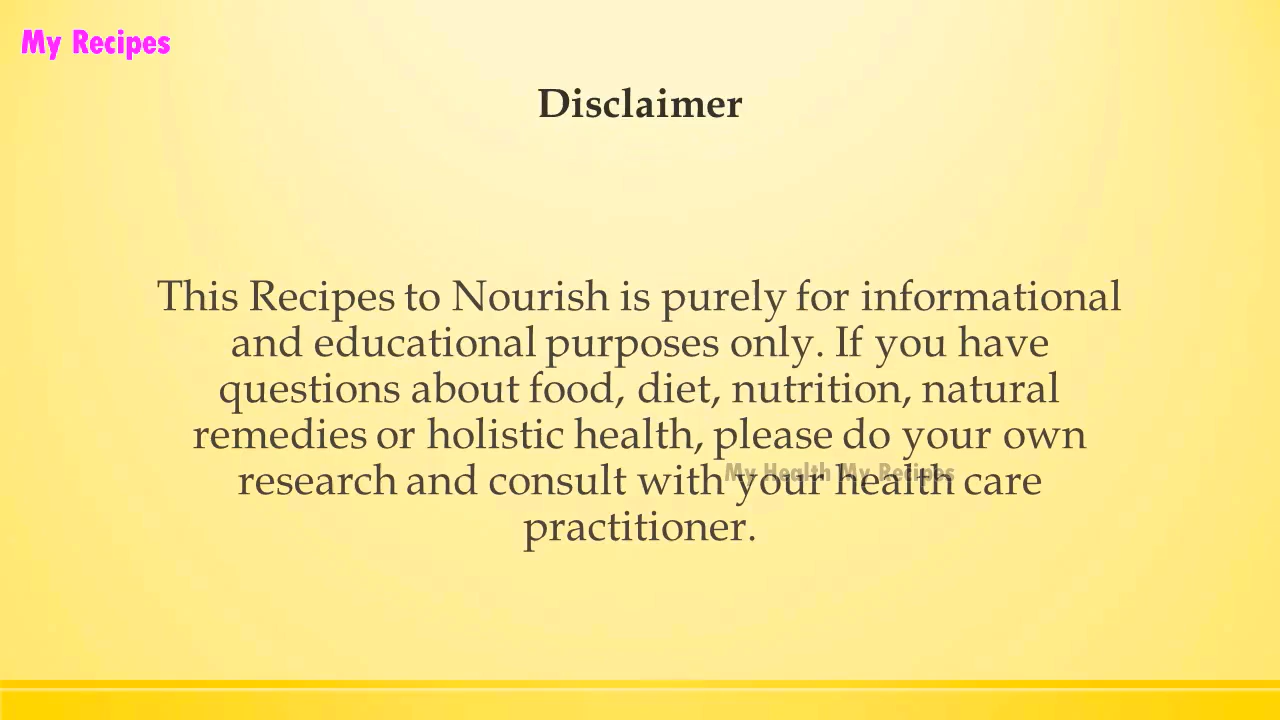 My Recipes
Disclaimer
This Recipes to Nourish is purely for informational
and educational purposes only. If you have
questions about food, diet, nutrition, natural
remedies or holistic health, please do your own
My Health My Recipes
research and consult with your health care
practitioner.